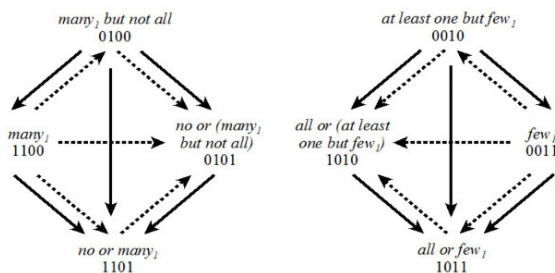 many₁ but not all
0100
many₁
1100
no or (many₁
but not all)
0101
no or many₁
1101
at least one but few₁
0010
all or (at least
one but few₁)
1010
few₁
0011
all or few₁
1011